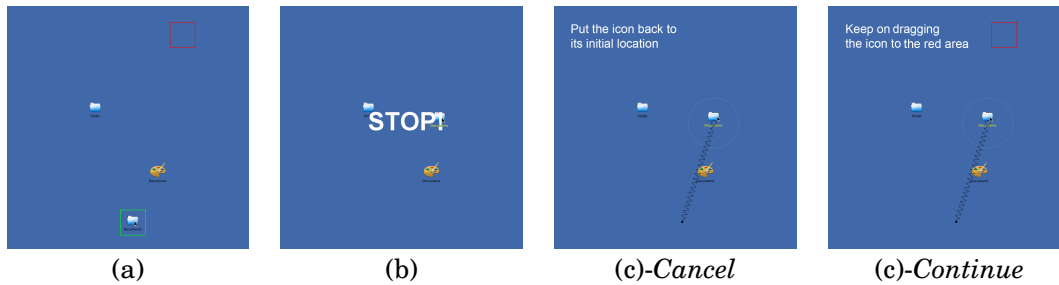 STOP!
Put the icon back to
its initial location
Keep on dragging
the icon to the red area
(a)
(b)
(c)-Cancel
(c)-Continue